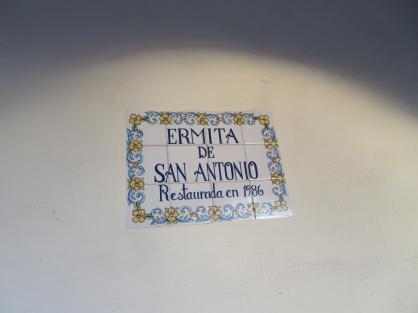 ERMITA
DE
SAN ANTONIO
Restaurada en 1986